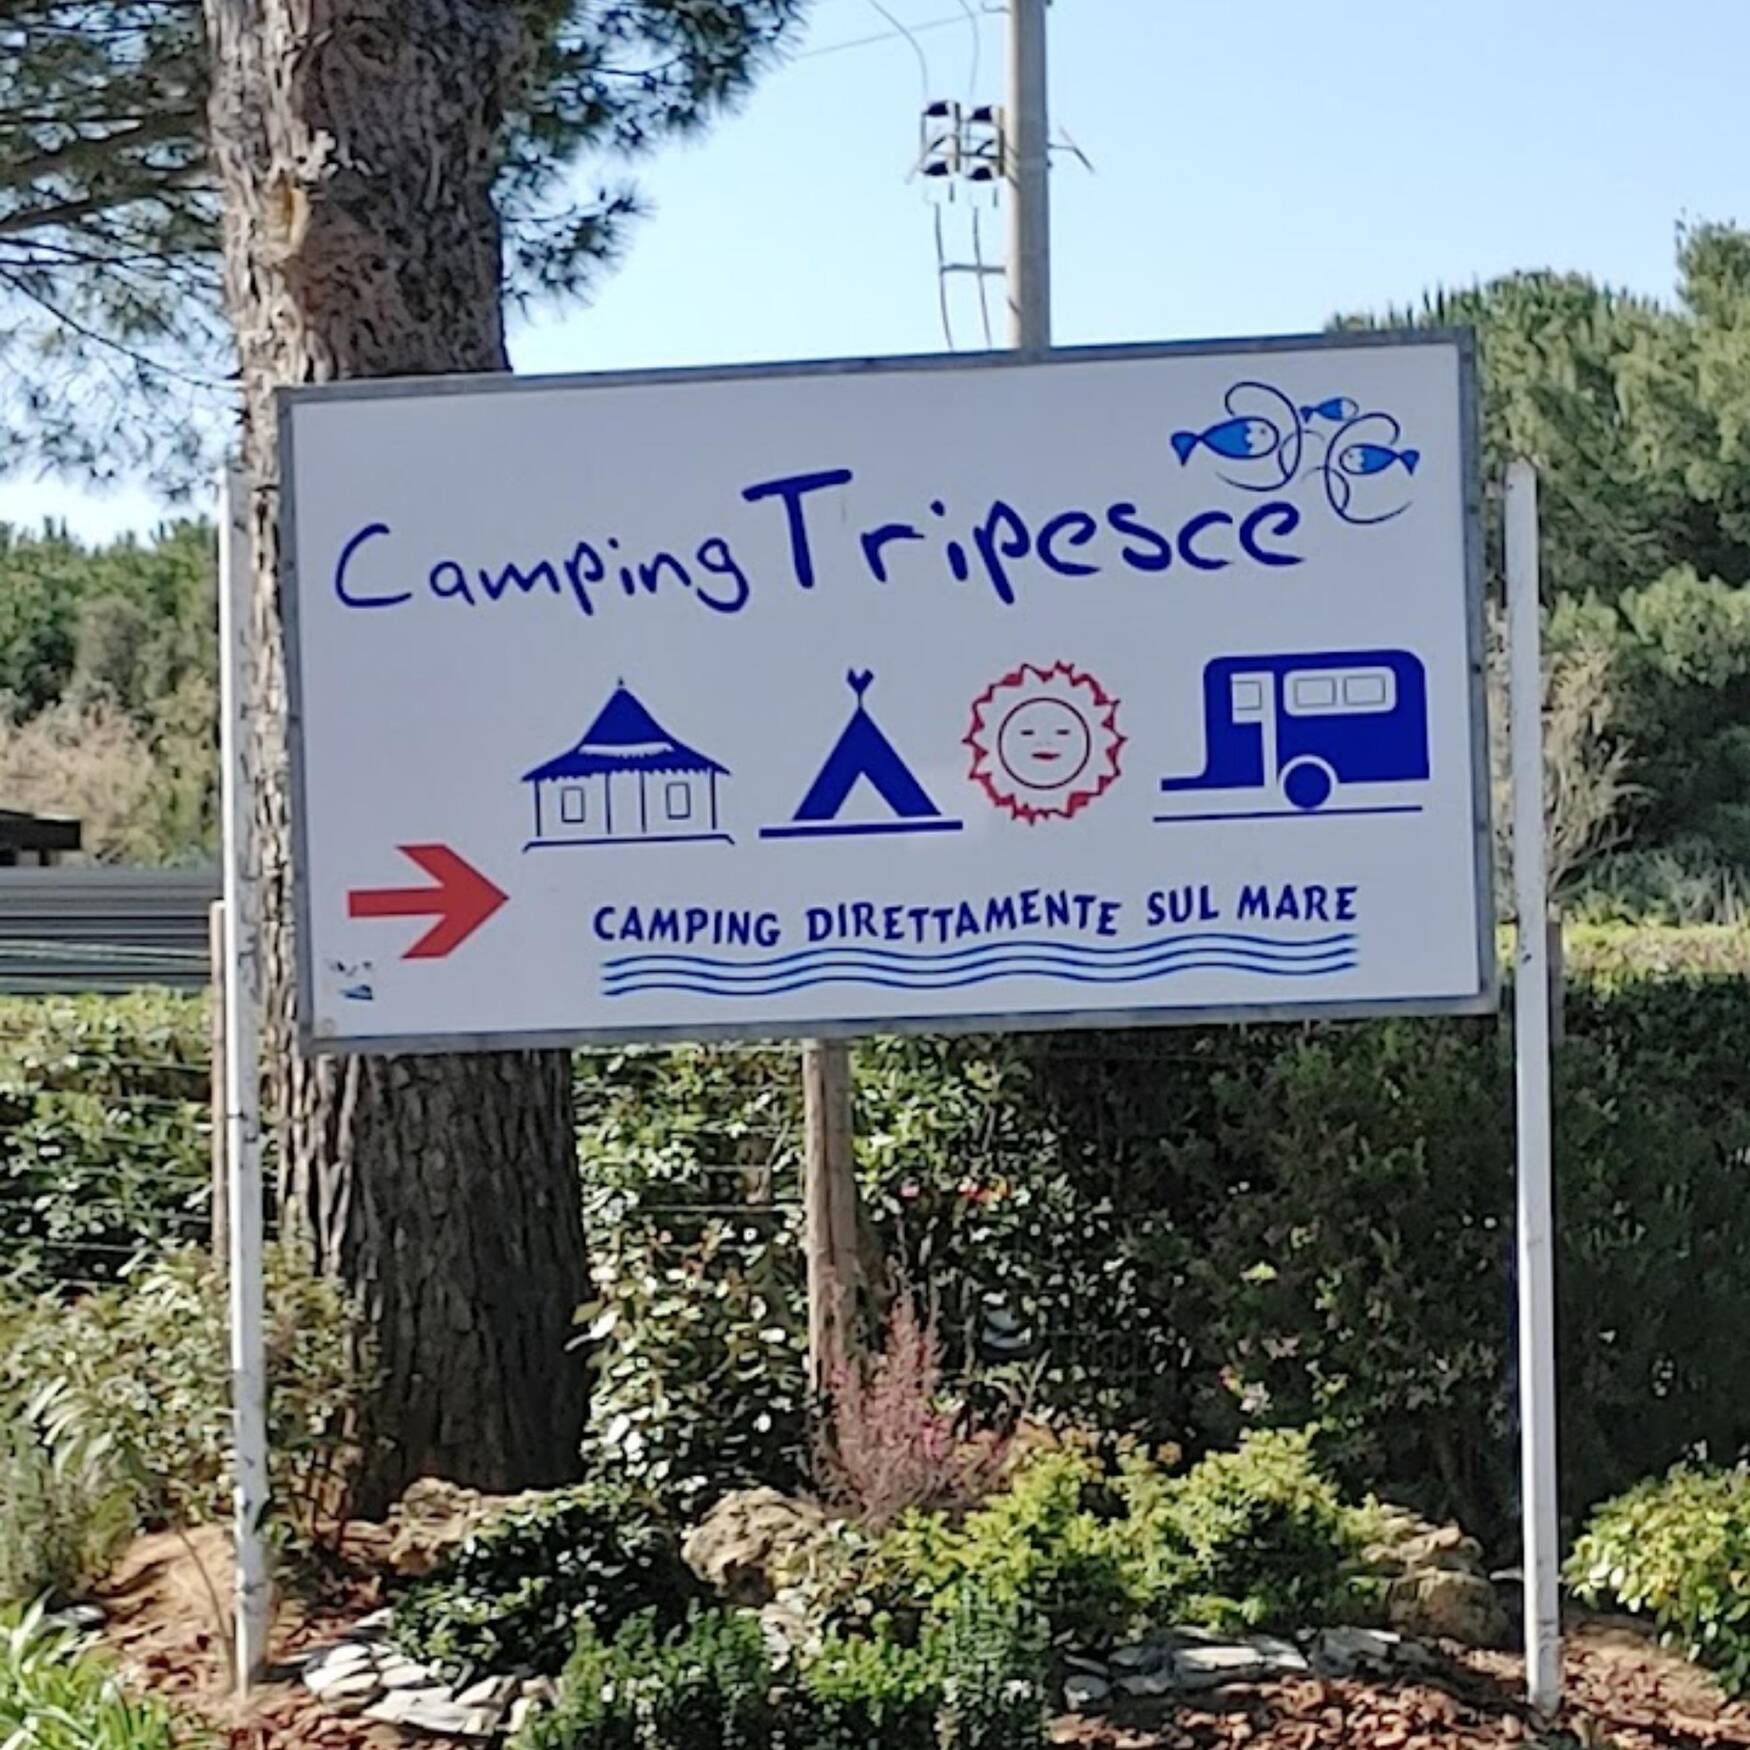 Camping Tripesce
CAMPING DIRETTAMENTE SUL MARE